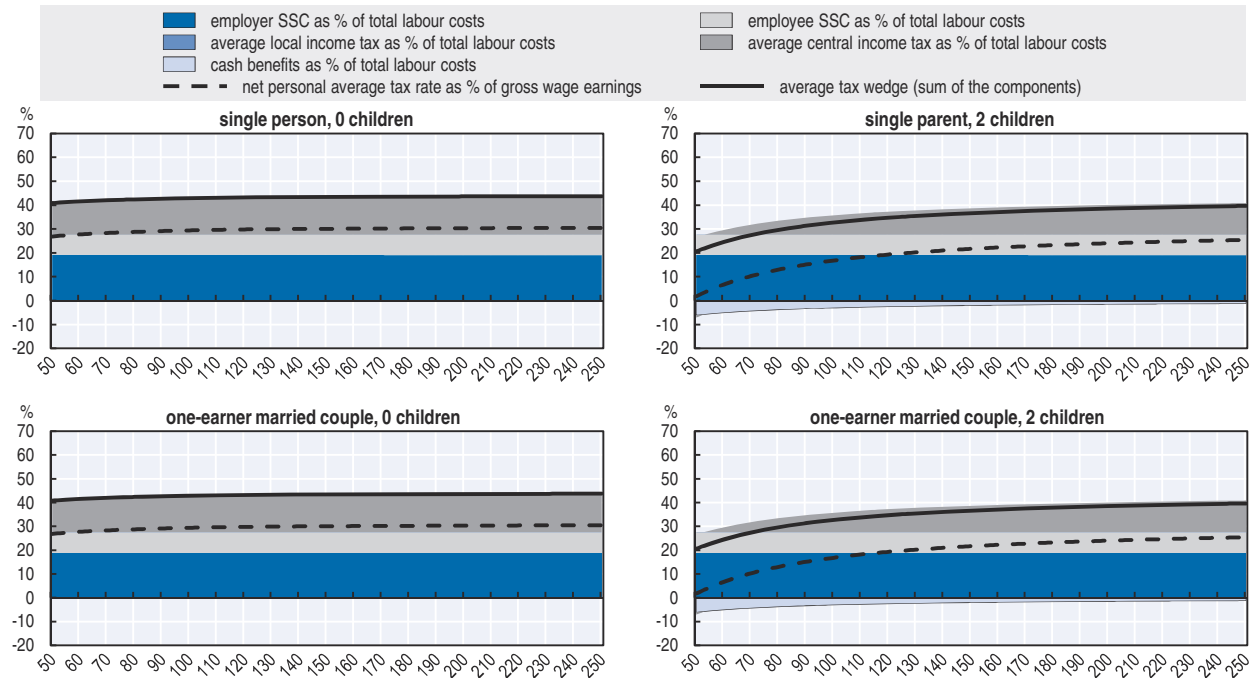 employer SSC as % of total labour costs
employee SSC as % of total labour costs
average local income tax as % of total labour costs
average central income tax as % of total labour costs
cash benefits as % of total labour costs
net personal average tax rate as % of gross wage earnings
average tax wedge (sum of the components)
%
single person, 0 children
70
60
50
40
30
20
10
0
-10
-20
50 60 70 80 90 100 110 120 130 140 150 160 170 180 190 200 210 220 230 240 250
%
single parent, 2 children
70
60
50
40
30
20
10
0
-10
-20
50 60 70 80 90 100 110 120 130 140 150 160 170 180 190 200 210 220 230 240 250
%
one-earner married couple, 0 children
70
60
50
40
30
20
10
0
-10
-20
50 60 70 80 90 100 110 120 130 140 150 160 170 180 190 200 210 220 230 240 250
%
one-earner married couple, 2 children
70
60
50
40
30
20
10
0
-10
-20
50 60 70 80 90 100 110 120 130 140 150 160 170 180 190 200 210 220 230 240 250